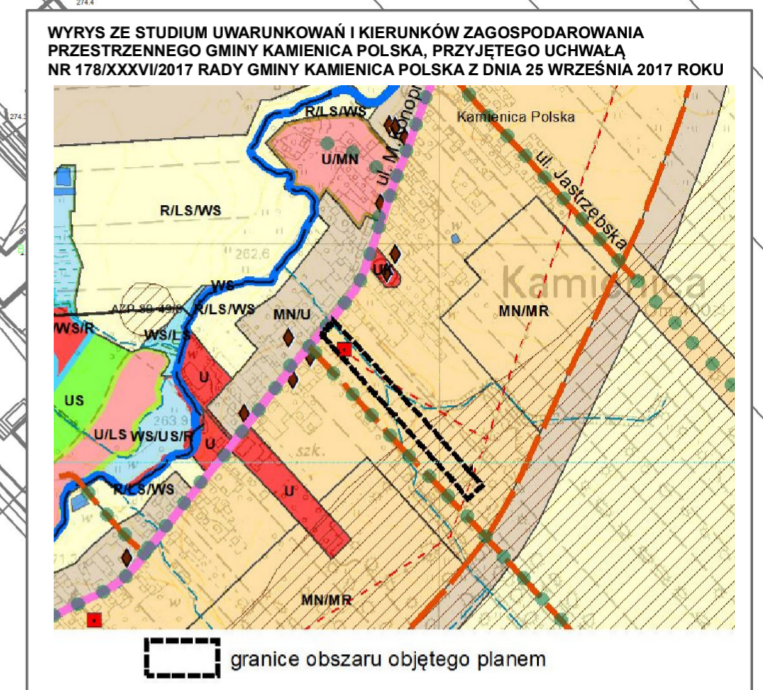 274.4
WYRYS ZE STUDIUM UWARUNKOWAŃ I KIERUNKÓW ZAGOSPODAROWANIA
PRZESTRZENNEGO GMINY KAMIENICA POLSKA, PRZYJĘTEGO UCHWAŁĄ
NR 178/XXXVI/2017 RADY GMINY KAMIENICA POLSKA Z DNIA 25 WRZEŚNIA 2017 ROKU
R/LS/WS
ul. M.
Kamienica Polska
U/MN
ul. Jastrzębska
R/LS/WS
262.6
UK
Kamienica
WS
R/LS/WS
MN/U
MN/MR
WS/R
WS/LS
US
U
263.9
U/LS
WS/US/R
U
szk.
U
R/LS/WS
MN/MR
granice obszaru objętego planem